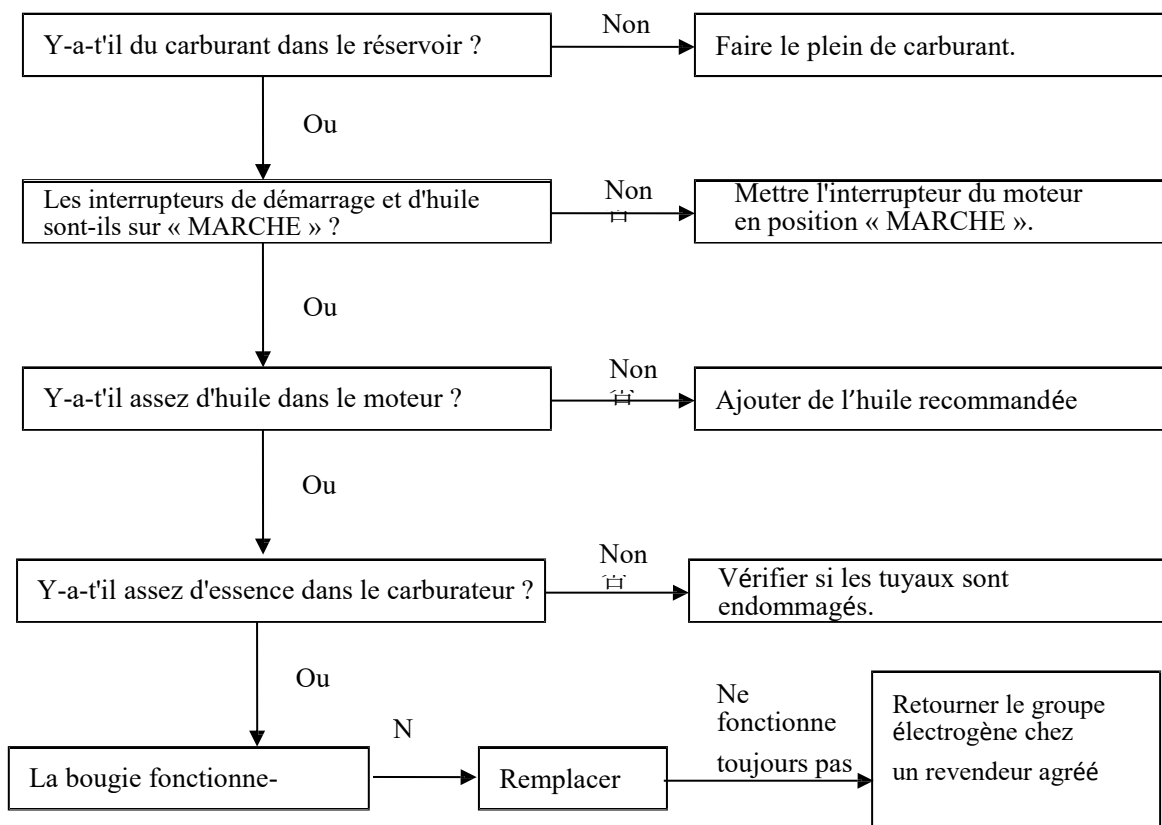 Y-a-t'il du carburant dans le réservoir ?
Non
Faire le plein de carburant.
Ou
Les interrupteurs de démarrage et d'huile
sont-ils sur « MARCHE » ?
Non
Mettre l'interrupteur du moteur
en position « MARCHE ».
Ou
Y-a-t'il assez d'huile dans le moteur ?
Non
Ajouter de l’huile recommandée
Ou
Y-a-t'il assez d'essence dans le carburateur ?
Non
Vérifier si les tuyaux sont
endommagés.
Ou
La bougie fonctionne-
N
Remplacer
Ne
fonctionne
toujours pas
Retourner le groupe
électrogène chez
un revendeur agréé